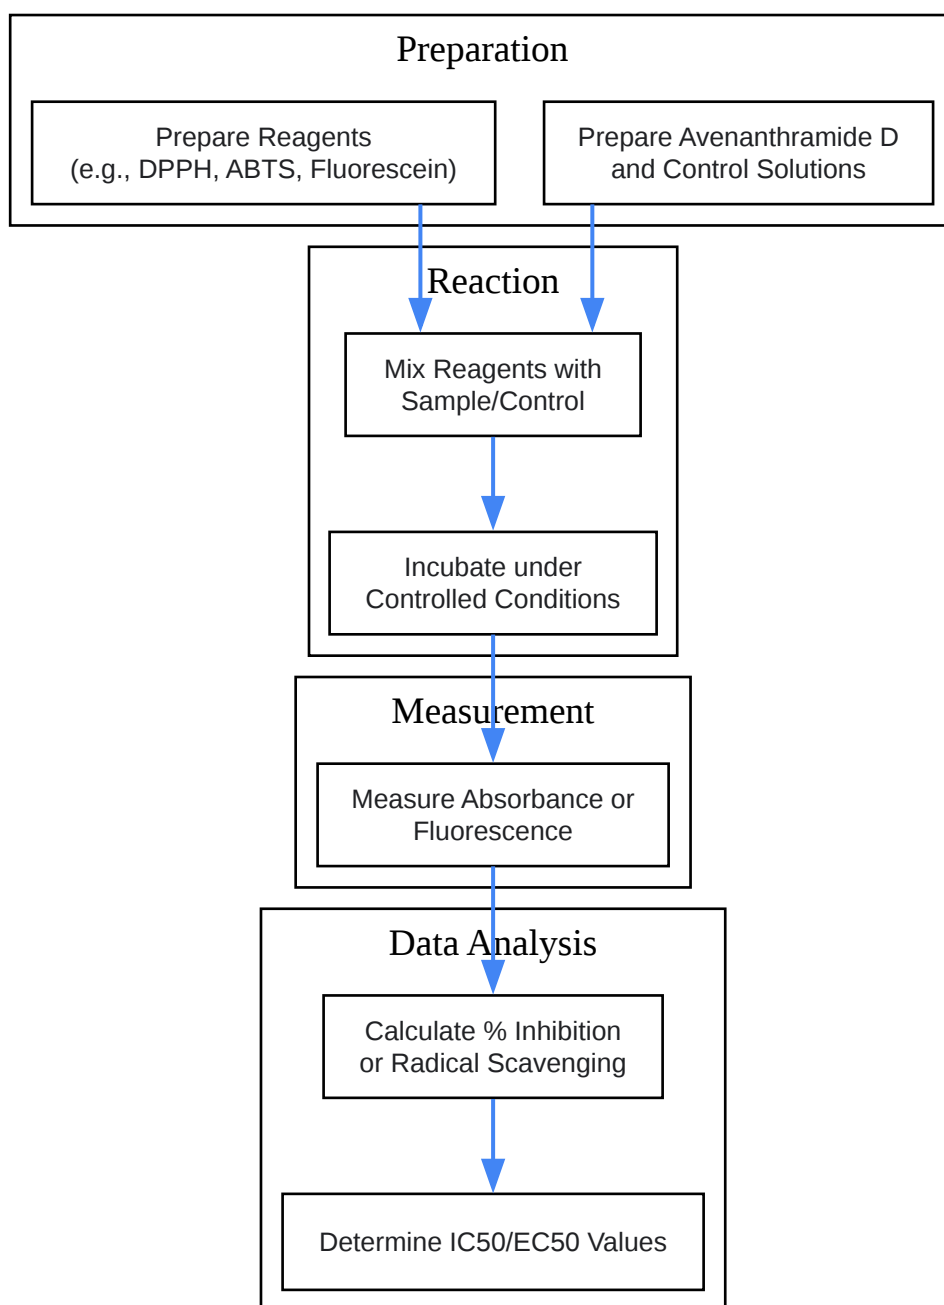 Preparation
Prepare Reagents
(e.g., DPPH, ABTS, Fluorescein)
Prepare Avenanthramide D
and Control Solutions
Reaction
Mix Reagents with
Sample/Control
Incubate under
Controlled Conditions
Measurement
Measure Absorbance or
Fluorescence
Data Analysis
Calculate % Inhibition
or Radical Scavenging
Determine IC50/EC50 Values